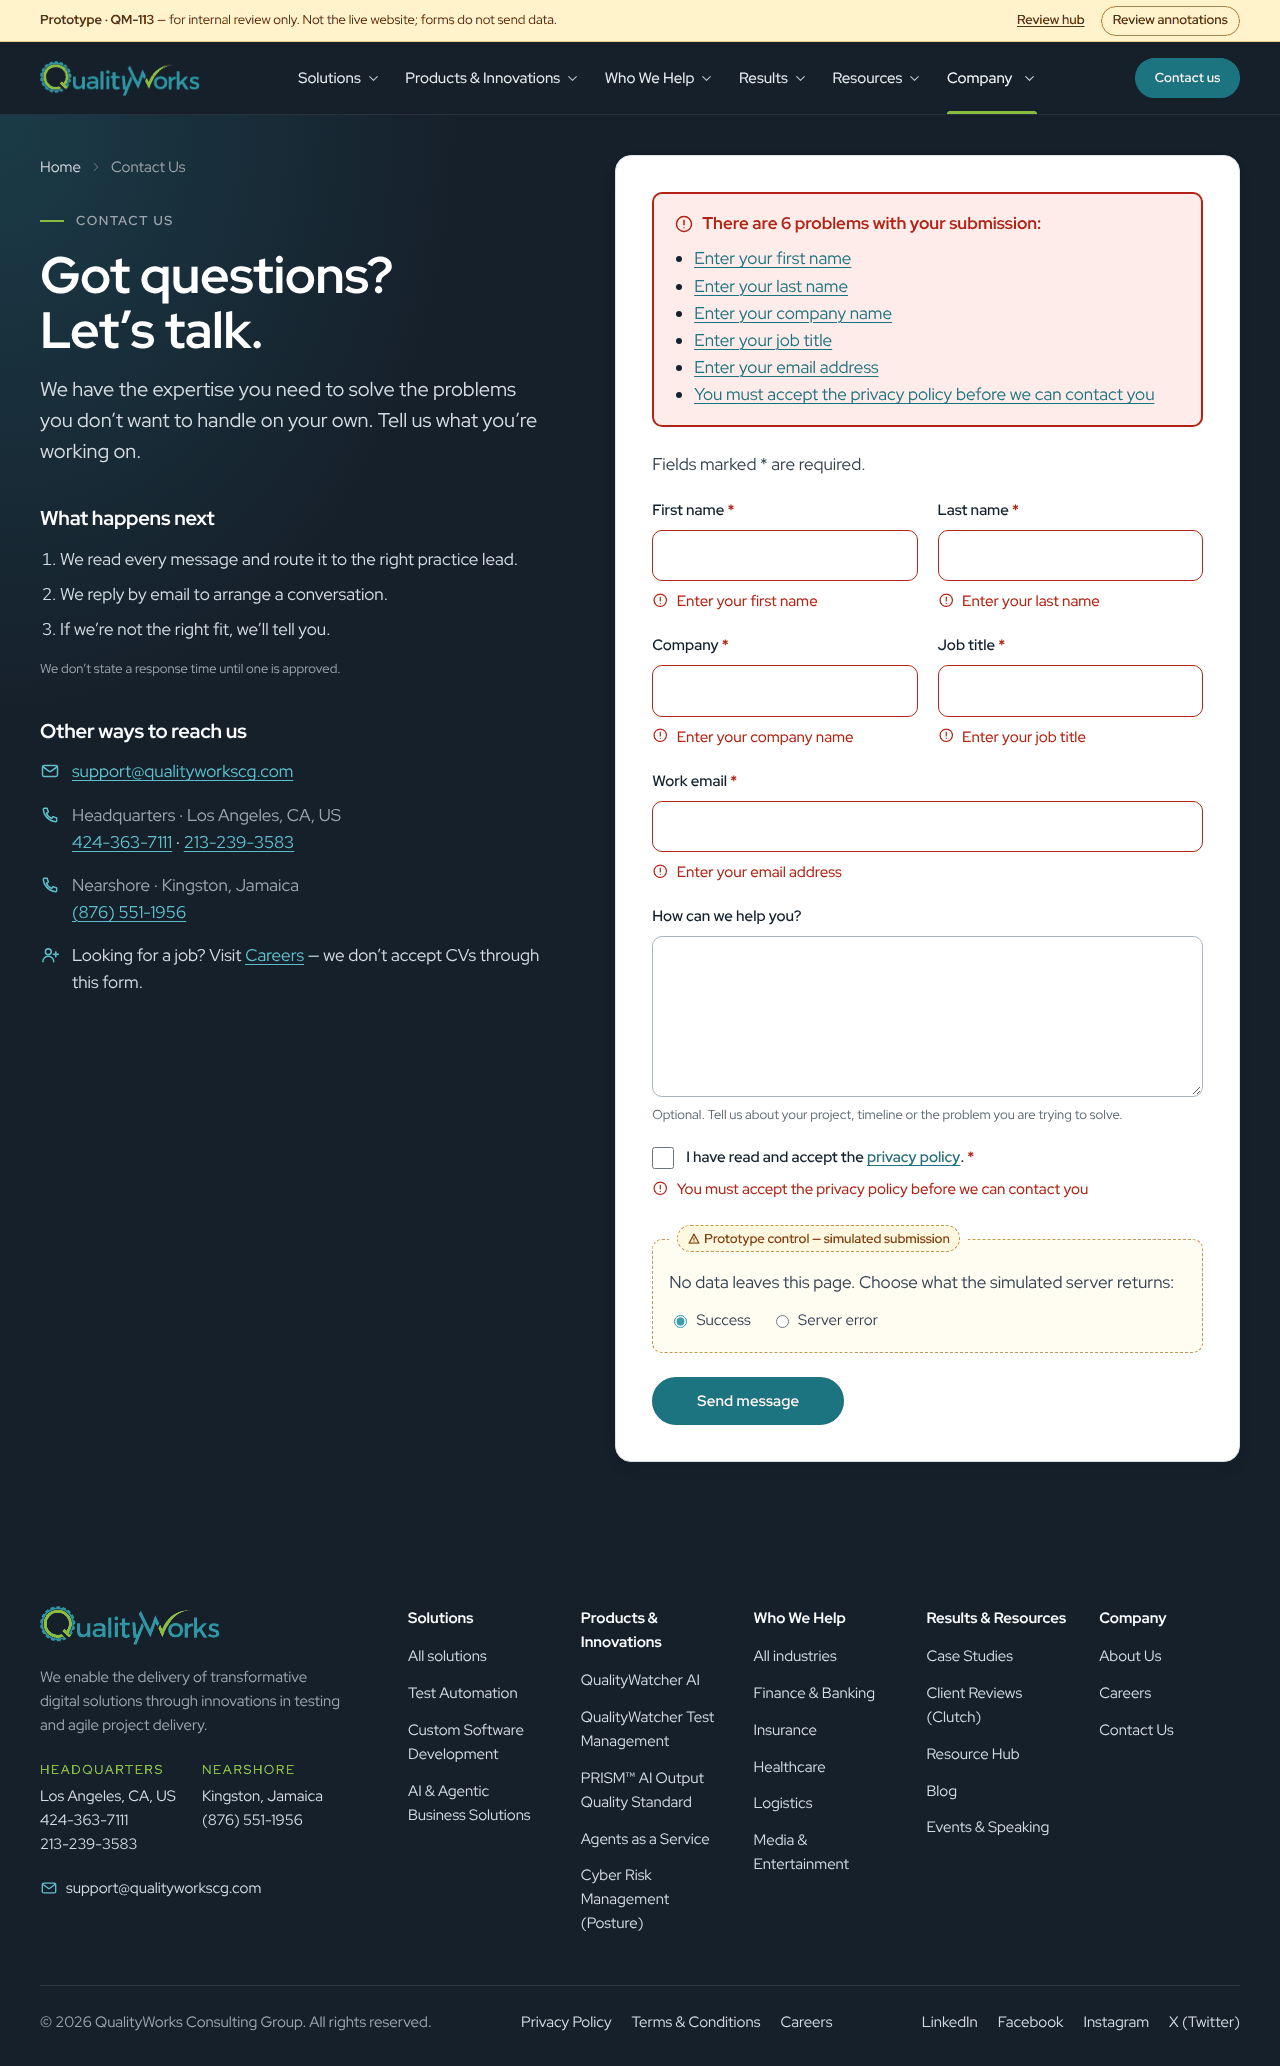 Prototype · QM-113 — for internal review only. Not the live website; forms do not send data.
Review hub
Review annotations
QualityWorks
Solutions
Products & Innovations
Who We Help
Results
Resources
Company
Contact us
Home
Contact Us
CONTACT US
Got questions?
Let’s talk.
We have the expertise you need to solve the problems
you don’t want to handle on your own. Tell us what you’re
working on.
What happens next
1. We read every message and route it to the right practice lead.
2. We reply by email to arrange a conversation.
3. If we’re not the right fit, we’ll tell you.
We don’t state a response time until one is approved.
Other ways to reach us
support@qualityworkscg.com
Headquarters · Los Angeles, CA, US
424-363-7111 · 213-239-3583
Nearshore · Kingston, Jamaica
(876) 551-1956
Looking for a job? Visit Careers — we don’t accept CVs through
this form.
There are 6 problems with your submission:
Enter your first name
Enter your last name
Enter your company name
Enter your job title
Enter your email address
You must accept the privacy policy before we can contact you
Fields marked * are required.
First name *
Last name *
Enter your first name
Enter your last name
Company *
Job title *
Enter your company name
Enter your job title
Work email *
Enter your email address
How can we help you?
Optional. Tell us about your project, timeline or the problem you are trying to solve.
I have read and accept the privacy policy. *
You must accept the privacy policy before we can contact you
Prototype control — simulated submission
No data leaves this page. Choose what the simulated server returns:
Success
Server error
Send message
QualityWorks
We enable the delivery of transformative
digital solutions through innovations in testing
and agile project delivery.
HEADQUARTERS
Los Angeles, CA, US
424-363-7111
213-239-3583
NEARSHORE
Kingston, Jamaica
(876) 551-1956
support@qualityworkscg.com
Solutions
All solutions
Test Automation
Custom Software
Development
AI & Agentic
Business Solutions
Products &
Innovations
QualityWatcher AI
QualityWatcher Test
Management
PRISM™ AI Output
Quality Standard
Agents as a Service
Cyber Risk
Management
(Posture)
Who We Help
All industries
Finance & Banking
Insurance
Healthcare
Logistics
Media &
Entertainment
Results & Resources
Case Studies
Client Reviews
(Clutch)
Resource Hub
Blog
Events & Speaking
Company
About Us
Careers
Contact Us
© 2026 QualityWorks Consulting Group. All rights reserved.
Privacy Policy
Terms & Conditions
Careers
LinkedIn
Facebook
Instagram
X (Twitter)